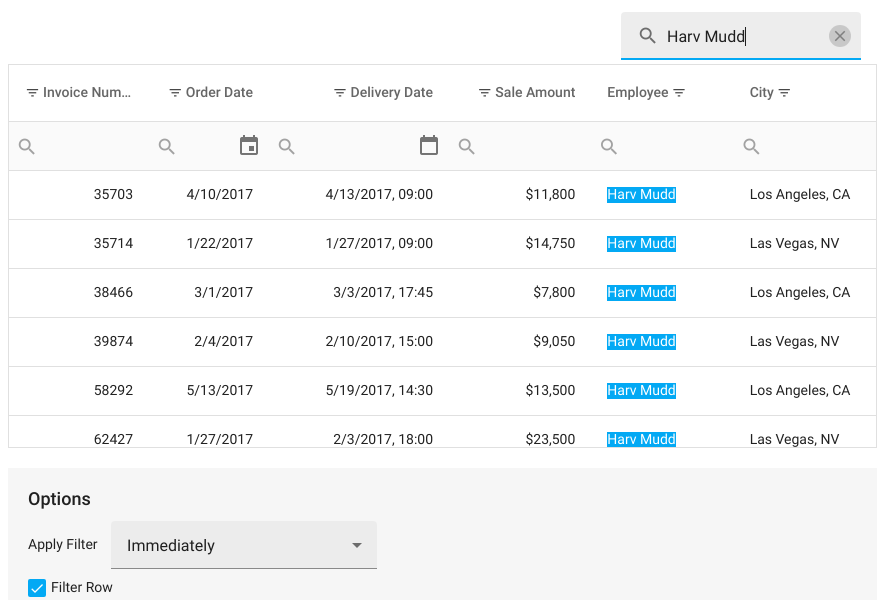 Harv Mudd
Invoice Num... Order Date Delivery Date Sale Amount Employee City
35703 4/10/2017 4/13/2017, 09:00 $11,800 Harv Mudd Los Angeles, CA
35714 1/22/2017 1/27/2017, 09:00 $14,750 Harv Mudd Las Vegas, NV
38466 3/1/2017 3/3/2017, 17:45 $7,800 Harv Mudd Los Angeles, CA
39874 2/4/2017 2/10/2017, 15:00 $9,050 Harv Mudd Las Vegas, NV
58292 5/13/2017 5/19/2017, 14:30 $13,500 Harv Mudd Los Angeles, CA
62427 1/27/2017 2/3/2017, 18:00 $23,500 Harv Mudd Las Vegas, NV
Options
Apply Filter Immediately
Filter Row